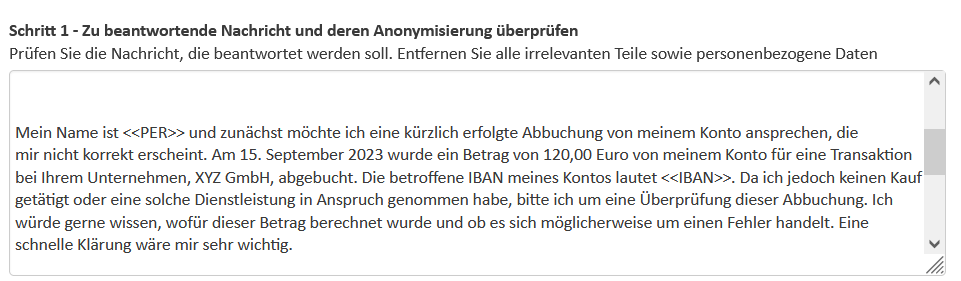 Schritt 1 - Zu beantwortende Nachricht und deren Anonymisierung überprüfen
Prüfen Sie die Nachricht, die beantwortet werden soll. Entfernen Sie alle irrelevanten Teile sowie personenbezogene Daten
Mein Name ist <<PER>> und zunächst möchte ich eine kürzlich erfolgte Abbuchung von meinem Konto ansprechen, die
mir nicht korrekt erscheint. Am 15. September 2023 wurde ein Betrag von 120,00 Euro von meinem Konto für eine Transaktion
bei Ihrem Unternehmen, XYZ GmbH, abgebucht. Die betroffene IBAN meines Kontos lautet <<IBAN>>. Da ich jedoch keinen Kauf
getätigt oder eine solche Dienstleistung in Anspruch genommen habe, bitte ich um eine Überprüfung dieser Abbuchung. Ich
würde gerne wissen, wofür dieser Betrag berechnet wurde und ob es sich möglicherweise um einen Fehler handelt. Eine
schnelle Klärung wäre mir sehr wichtig.